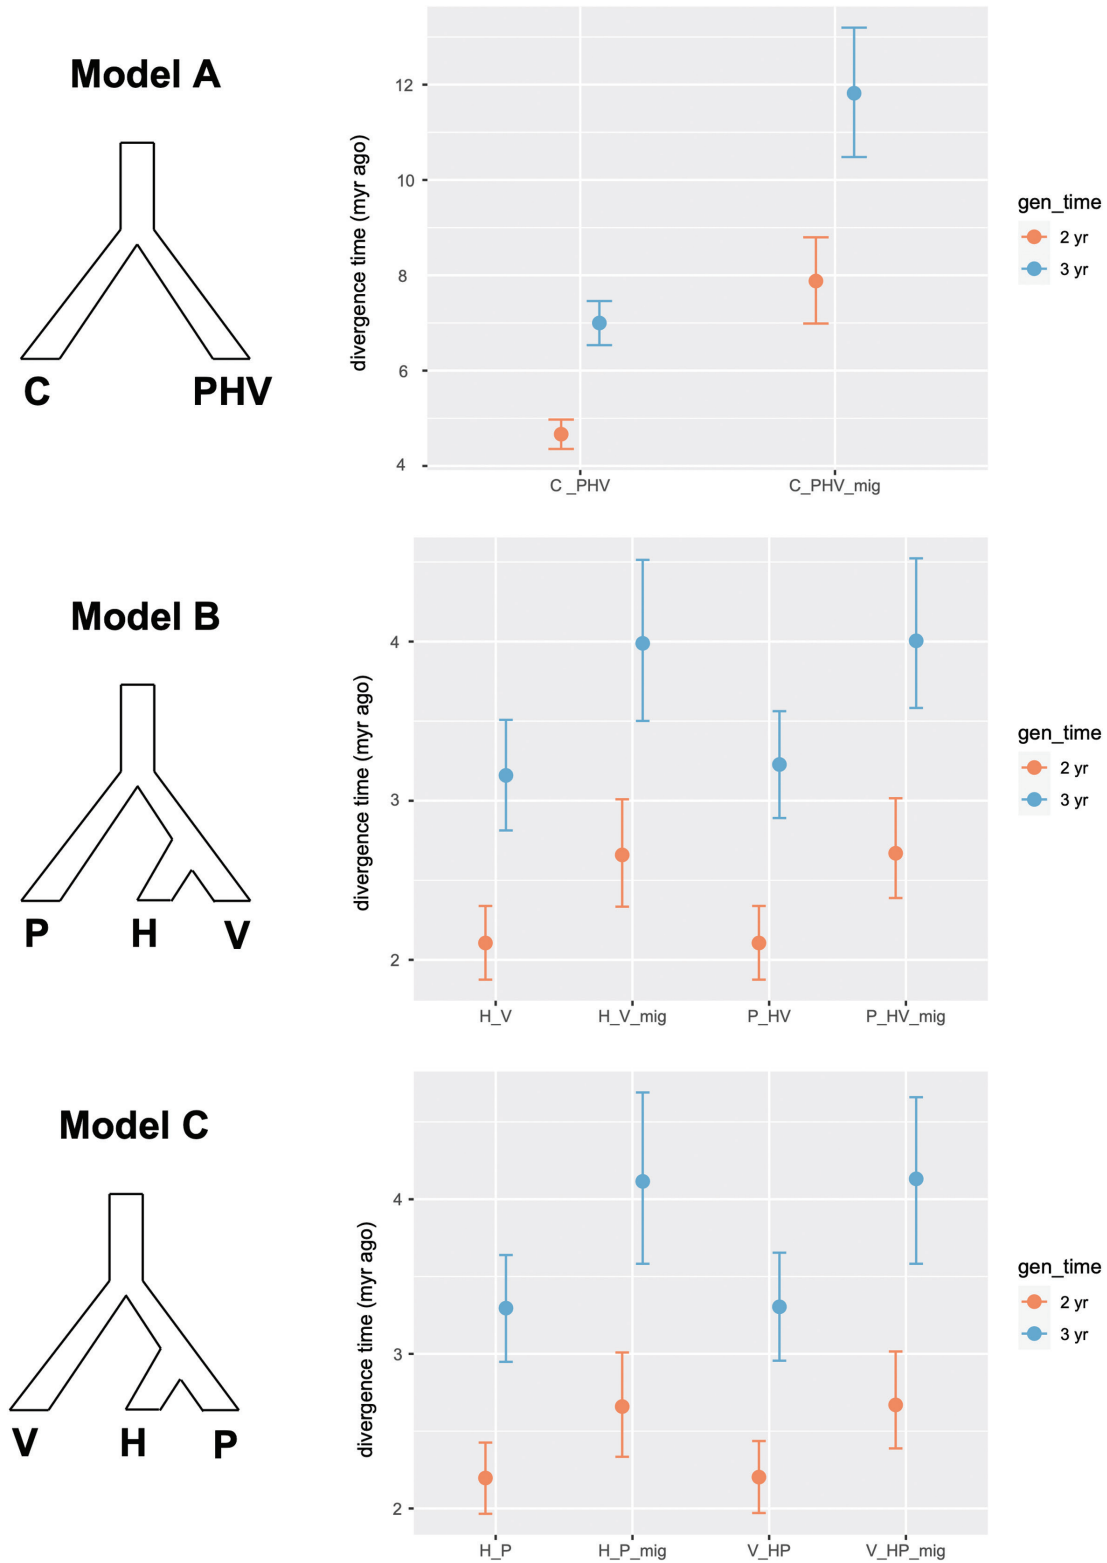 Model A
C
PHV
divergence time (myr ago)
12
10
8
6
4
C _PHV
C_PHV_mig
gen_time
2 yr
3 yr
Model B
P
H
V
divergence time (myr ago)
4
3
2
H_V
H_V_mig
P_HV
P_HV_mig
gen_time
2 yr
3 yr
Model C
V
H
P
divergence time (myr ago)
4
3
2
H_P
H_P_mig
V_HP
V_HP_mig
gen_time
2 yr
3 yr